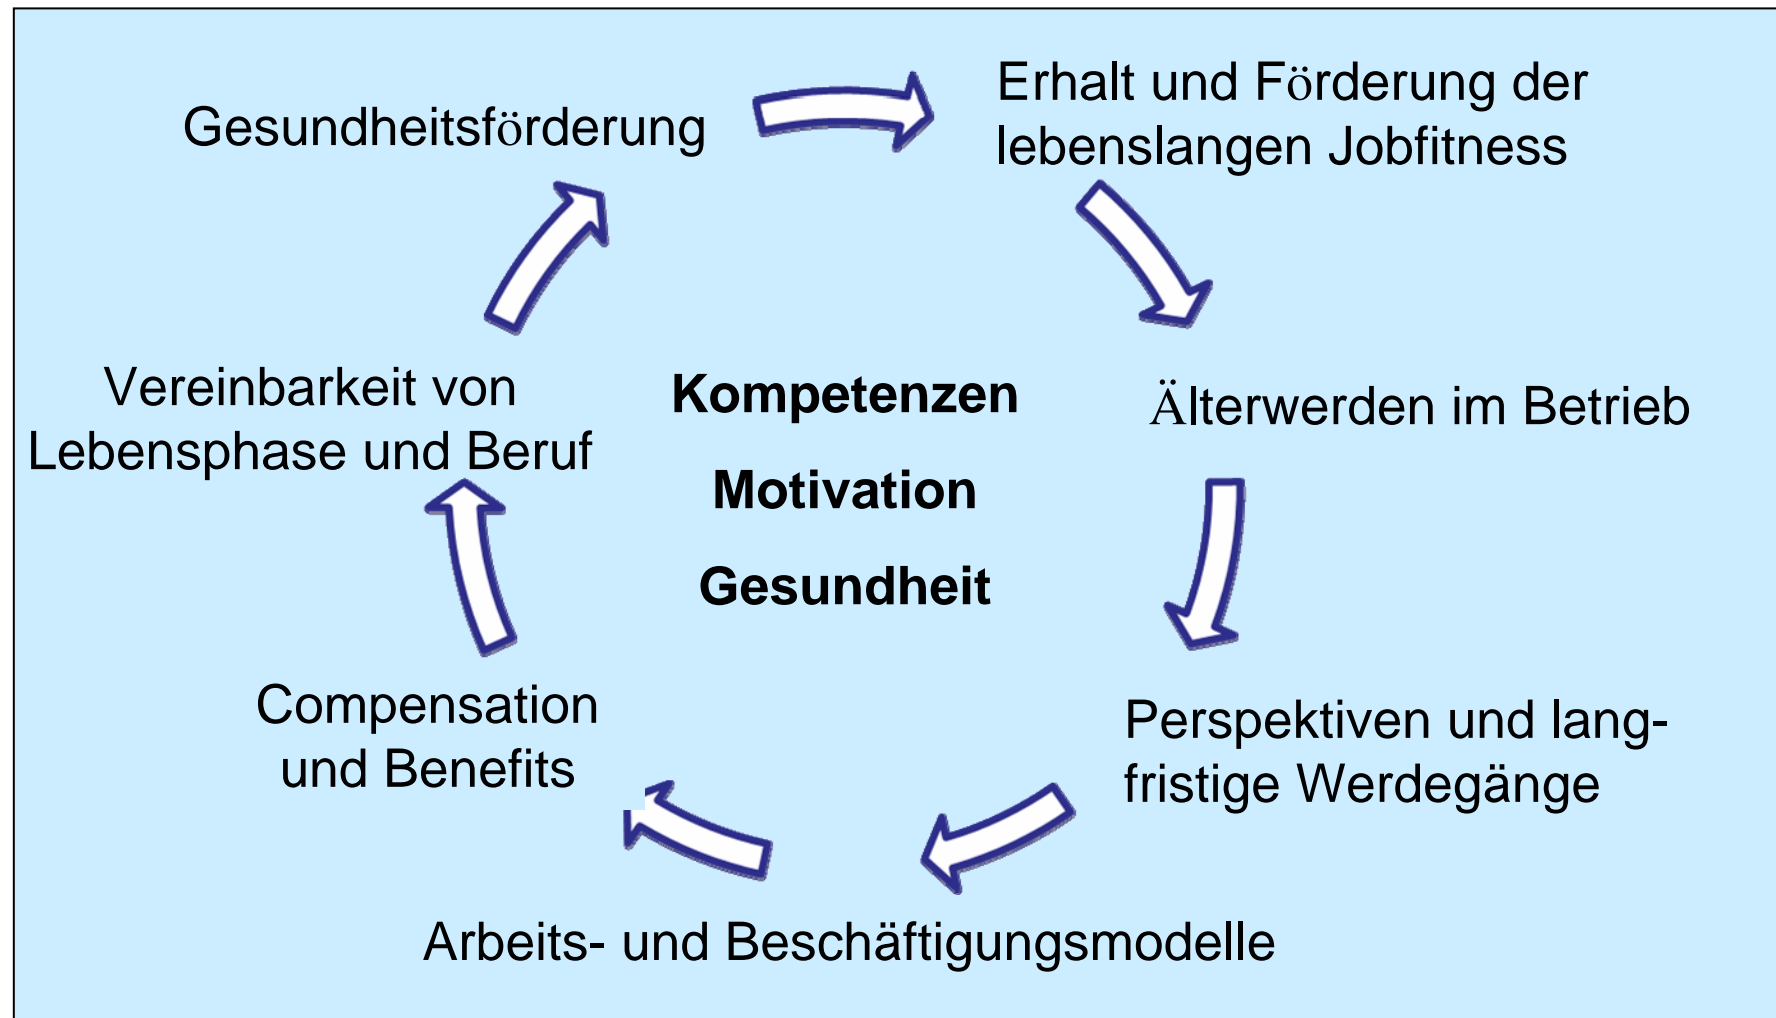 Gesundheitsförderung
Erhalt und Förderung der
lebenslangen Jobfitness
Vereinbarkeit von
Lebensphase und Beruf
Kompetenzen
Motivation
Gesundheit
Älterwerden im Betrieb
Compensation
und Benefits
Perspektiven und lang-
fristige Werdegänge
Arbeits- und Beschäftigungsmodelle